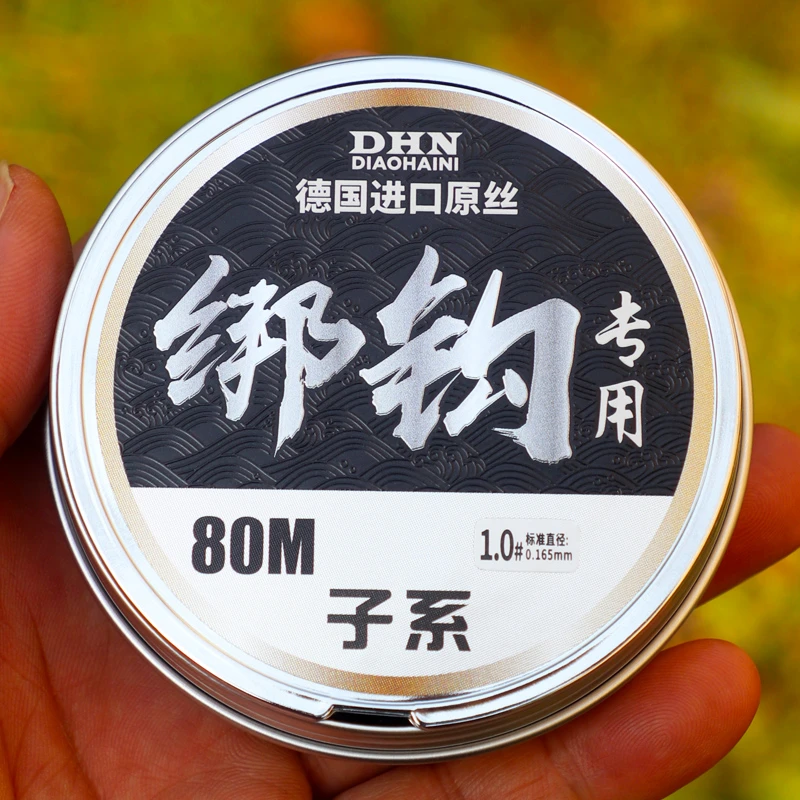 DHN
DIAOHAINI
德国进口原丝
绑钩
专用
80M
1.0# 标准直径:
0.165mm
子系